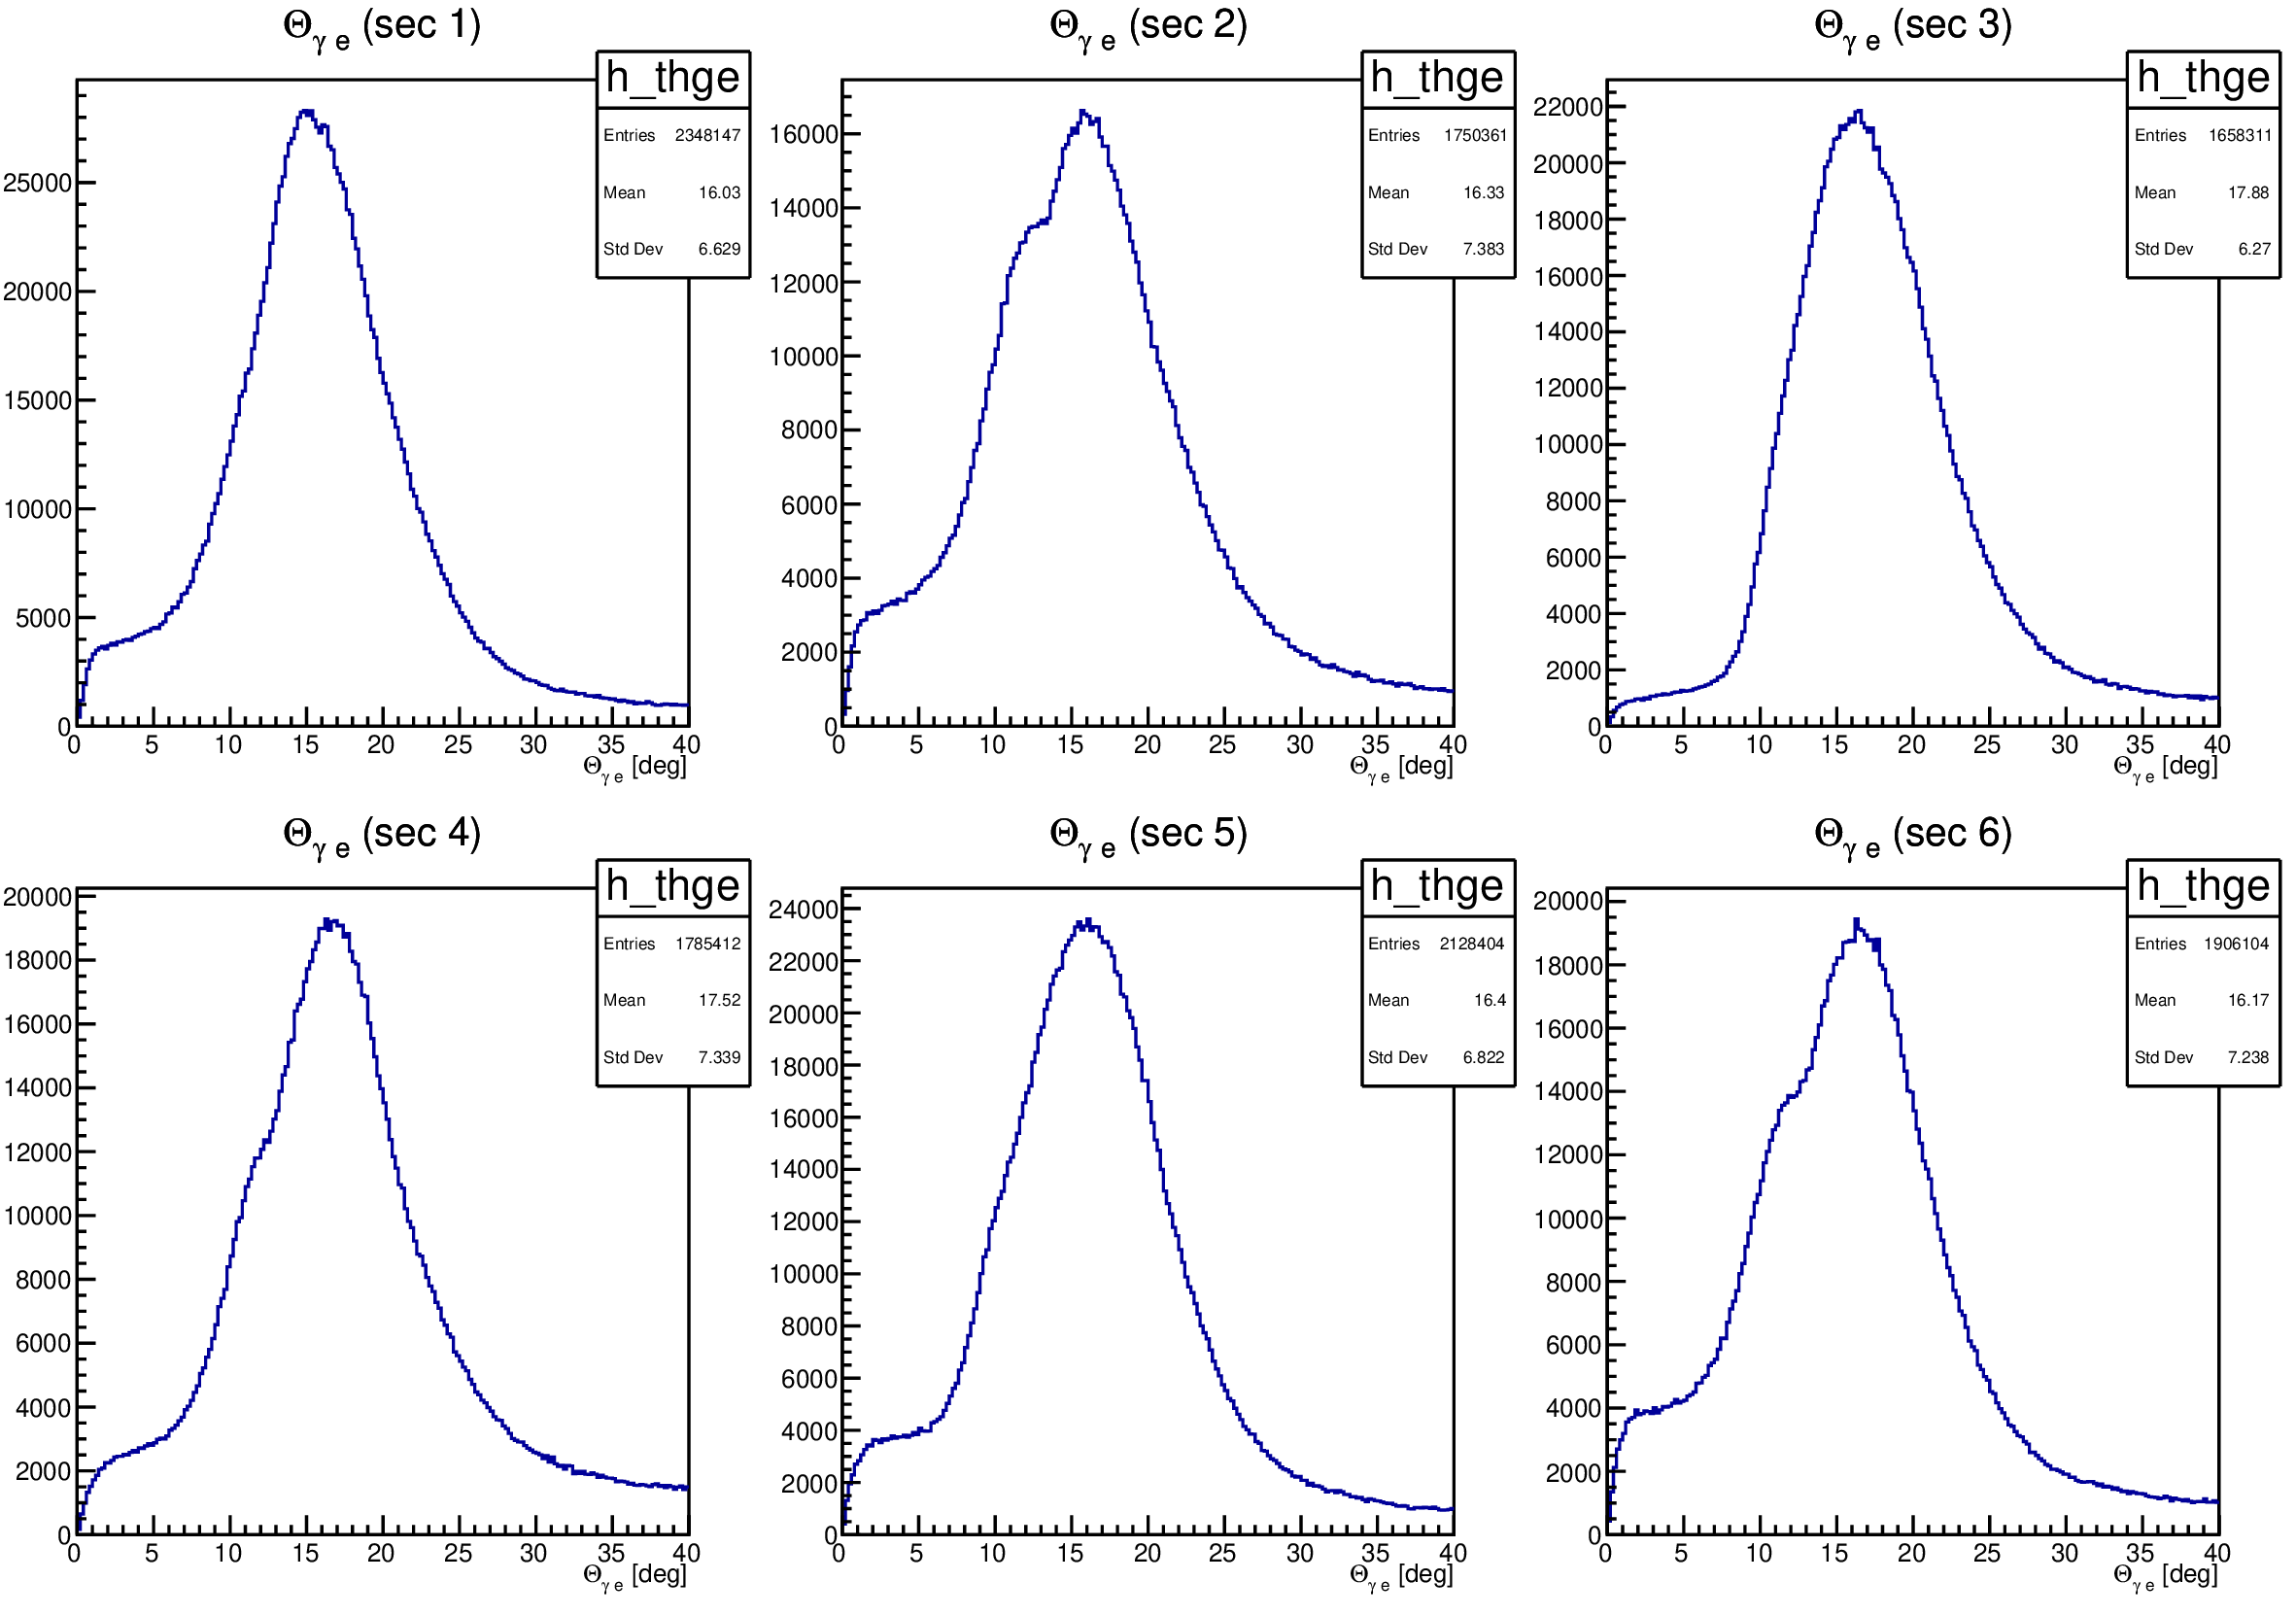 Θγ e (sec 1)
h_thge
Entries 2348147
Mean 16.03
Std Dev 6.629
25000
20000
15000
10000
5000
0
0 5 10 15 20 25 30 35 40
Θγ e [deg]
Θγ e (sec 2)
h_thge
Entries 1750361
Mean 16.33
Std Dev 7.383
16000
14000
12000
10000
8000
6000
4000
2000
0
0 5 10 15 20 25 30 35 40
Θγ e [deg]
Θγ e (sec 3)
h_thge
Entries 1658311
Mean 17.88
Std Dev 6.27
22000
20000
18000
16000
14000
12000
10000
8000
6000
4000
2000
0
0 5 10 15 20 25 30 35 40
Θγ e [deg]
Θγ e (sec 4)
h_thge
Entries 1785412
Mean 17.52
Std Dev 7.339
20000
18000
16000
14000
12000
10000
8000
6000
4000
2000
0
0 5 10 15 20 25 30 35 40
Θγ e [deg]
Θγ e (sec 5)
h_thge
Entries 2128404
Mean 16.4
Std Dev 6.822
24000
22000
20000
18000
16000
14000
12000
10000
8000
6000
4000
2000
0
0 5 10 15 20 25 30 35 40
Θγ e [deg]
Θγ e (sec 6)
h_thge
Entries 1906104
Mean 16.17
Std Dev 7.238
20000
18000
16000
14000
12000
10000
8000
6000
4000
2000
0
0 5 10 15 20 25 30 35 40
Θγ e [deg]